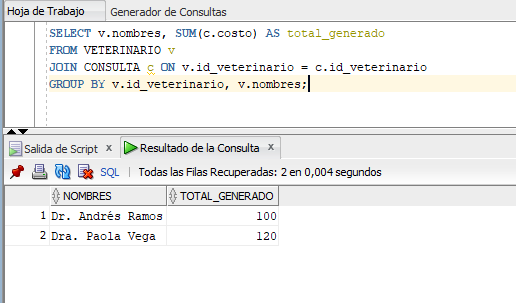 Hoja de Trabajo Generador de Consultas
SELECT v.nombres, SUM(c.costo) AS total_generado
FROM VETERINARIO v
JOIN CONSULTA c ON v.id_veterinario = c.id_veterinario
GROUP BY v.id_veterinario, v.nombres;
Salida de Script x Resultado de la Consulta x
SQL | Todas las Filas Recuperadas: 2 en 0,004 segundos
NOMBRES TOTAL_GENERADO
1 Dr. Andrés Ramos 100
2 Dra. Paola Vega 120